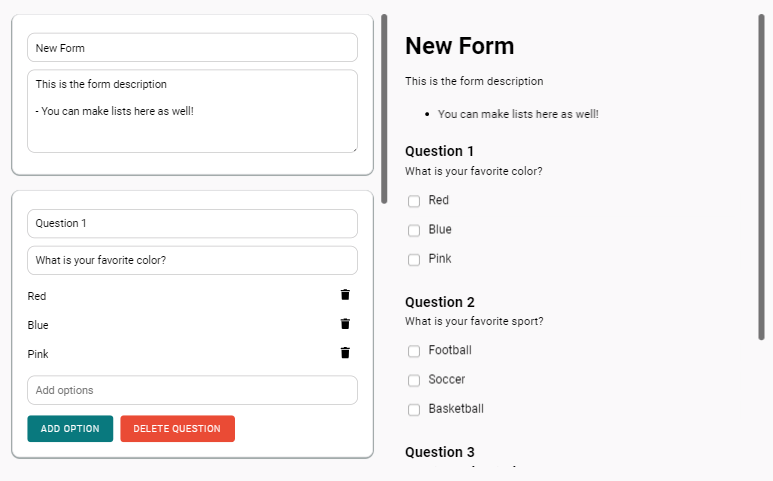 New Form
This is the form description
- You can make lists here as well!
Question 1
What is your favorite color?
Red
Blue
Pink
Add options
ADD OPTION
DELETE QUESTION
New Form
This is the form description
• You can make lists here as well!
Question 1
What is your favorite color?
Red
Blue
Pink
Question 2
What is your favorite sport?
Football
Soccer
Basketball
Question 3